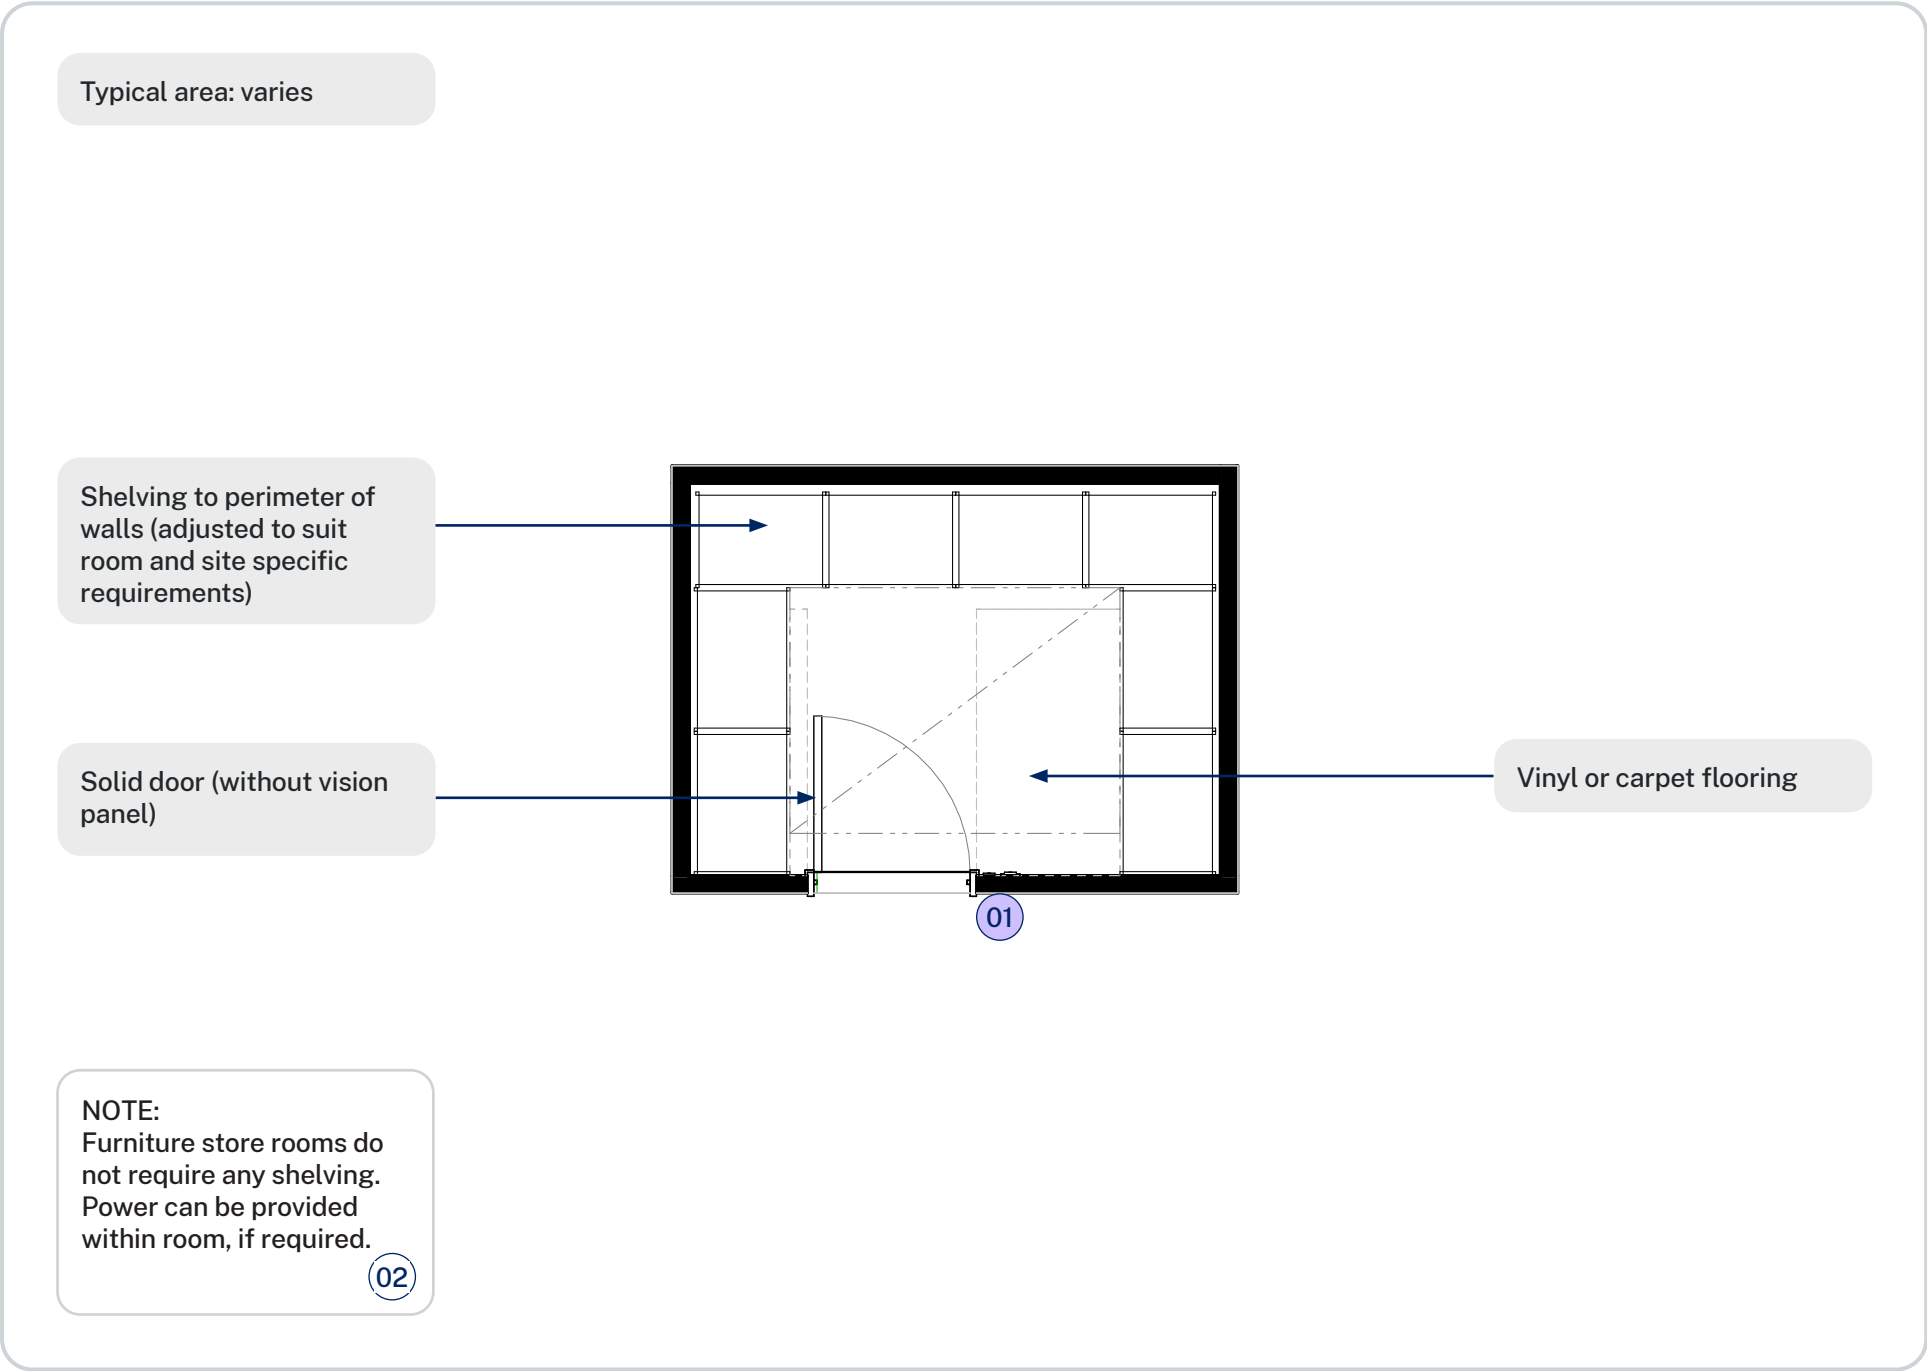 Typical area: varies
Shelving to perimeter of
walls (adjusted to suit
room and site specific
requirements)
Solid door (without vision
panel)
Vinyl or carpet flooring
01
NOTE:
Furniture store rooms do
not require any shelving.
Power can be provided
within room, if required.
02